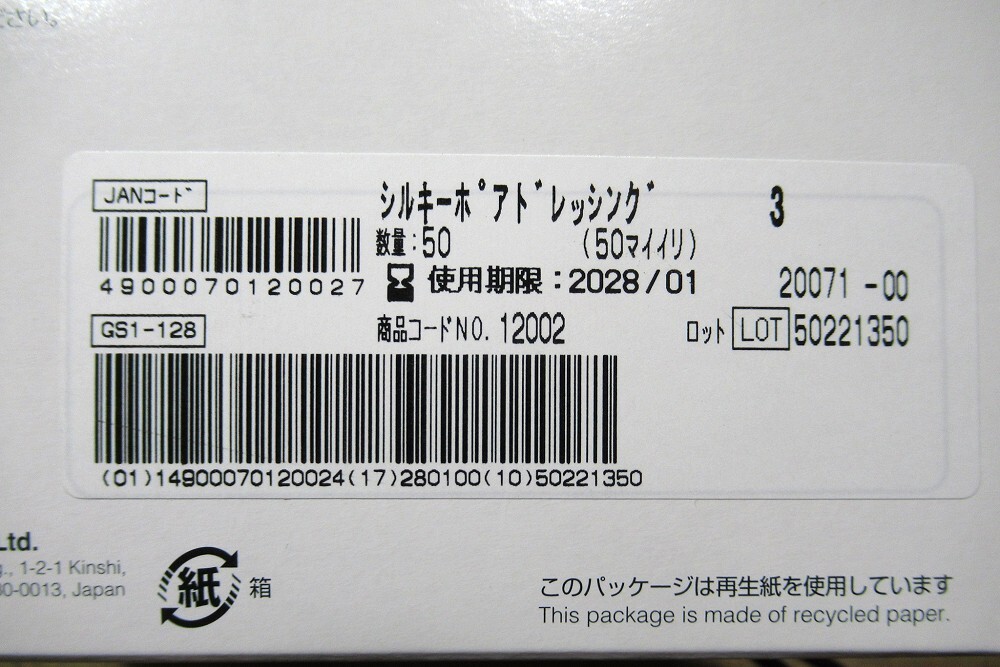 ください。
JANコード
シルキーポアドレッシング 3
数量:50 (50マイイリ)
4900070120027
使用期限:2028/01 20071-00
GS1-128
商品コードNO. 12002 ロット LOT 50221350
(01)14900070120024(17)280100(10)50221350
Ltd.
., 1-2-1 Kinshi,
0-0013, Japan
紙 箱
このパッケージは再生紙を使用しています
This package is made of recycled paper.